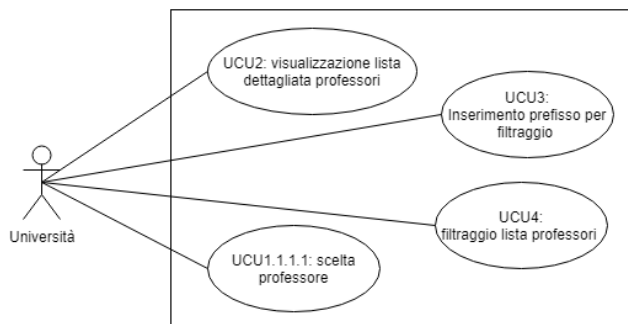 UCU2: visualizzazione lista
dettagliata professori
UCU3:
Inserimento prefisso per
filtraggio
Università
UCU4:
filtraggio lista professori
UCU1.1.1.1: scelta
professore